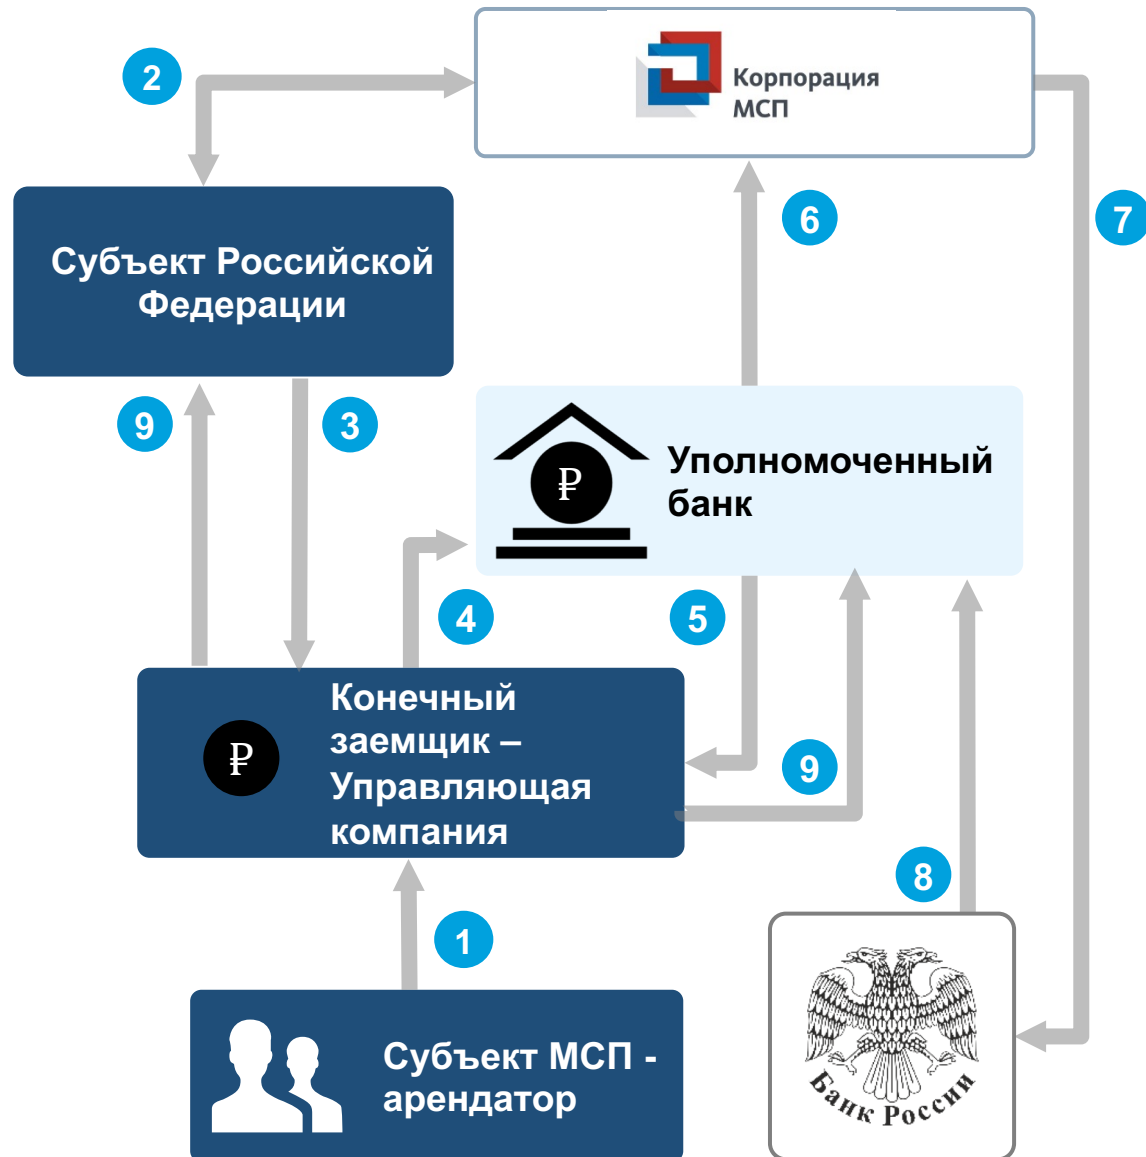 2
Корпорация
МСП
6
7
Субъект Российской
Федерации
9
3
₽
Уполномоченный
банк
4
5
₽
Конечный
заемщик –
Управляющая
компания
9
8
1
Субъект МСП -
арендатор
Банк России